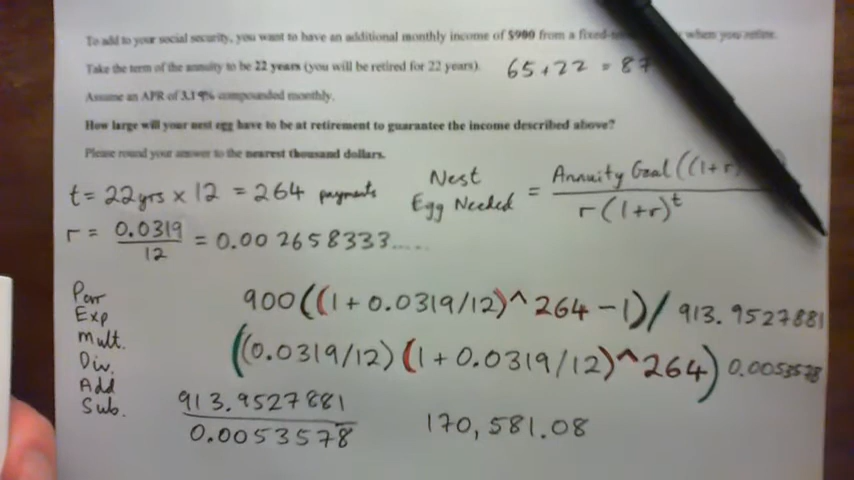 To add to your social security, you want to have an additional monthly income of $900 from a fixed- when you retire.
Take the term of the annuity to be 22 years (you will be retired for 22 years). 65 + 22 = 87
Assume an APR of 3.19% compounded monthly.
How large will your nest egg have to be at retirement to guarantee the income described above?
Please round your answer to the nearest thousand dollars.
t = 22yrs x 12 = 264 payments
r = 0.0319 / 12 = 0.002658333.....
Nest Egg Needed = Annuity Goal ((1+r) / r(1+r)^t
Parr
Exp
Mult.
Div.
Add
Sub.
900((1 + 0.0319/12)^264 - 1)/ 913.9527881
((0.0319/12)(1 + 0.0319/12)^264) 0.0053578
913.9527881
0.0053578
170,581.08